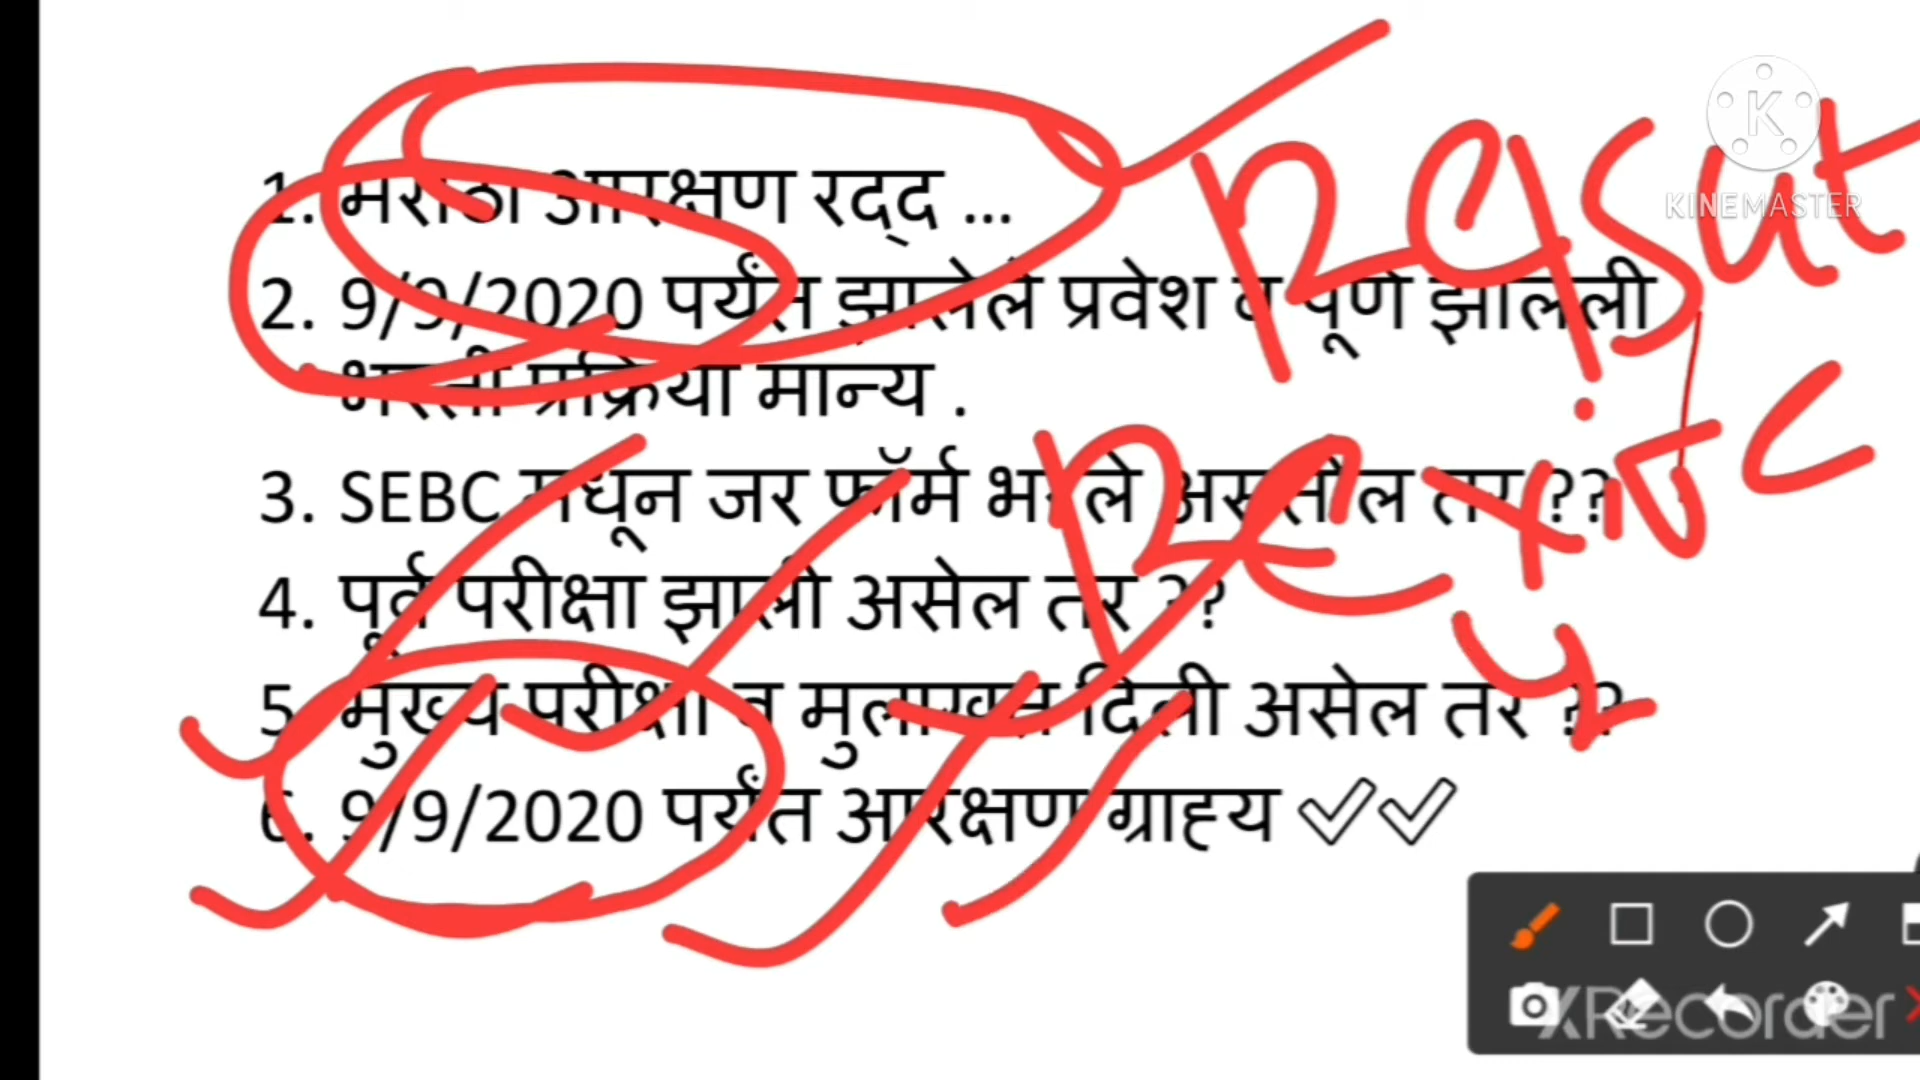 1. मराठा आरक्षण रद्द ...
2. 9/9/2020 पर्यंत झालेले प्रवेश व पूर्ण झालेली
भरती प्रक्रिया मान्य .
3. SEBC मधून जर फॉर्म भरले असतील तर ??
4. पूर्व परीक्षा झाली असेल तर ??
5. मुख्य परीक्षा व मुलाखत दिली असेल तर ??
6. 9/9/2020 पर्यंत आरक्षण ग्राह्य ✓✓
K
KINEMASTER
XRecorder